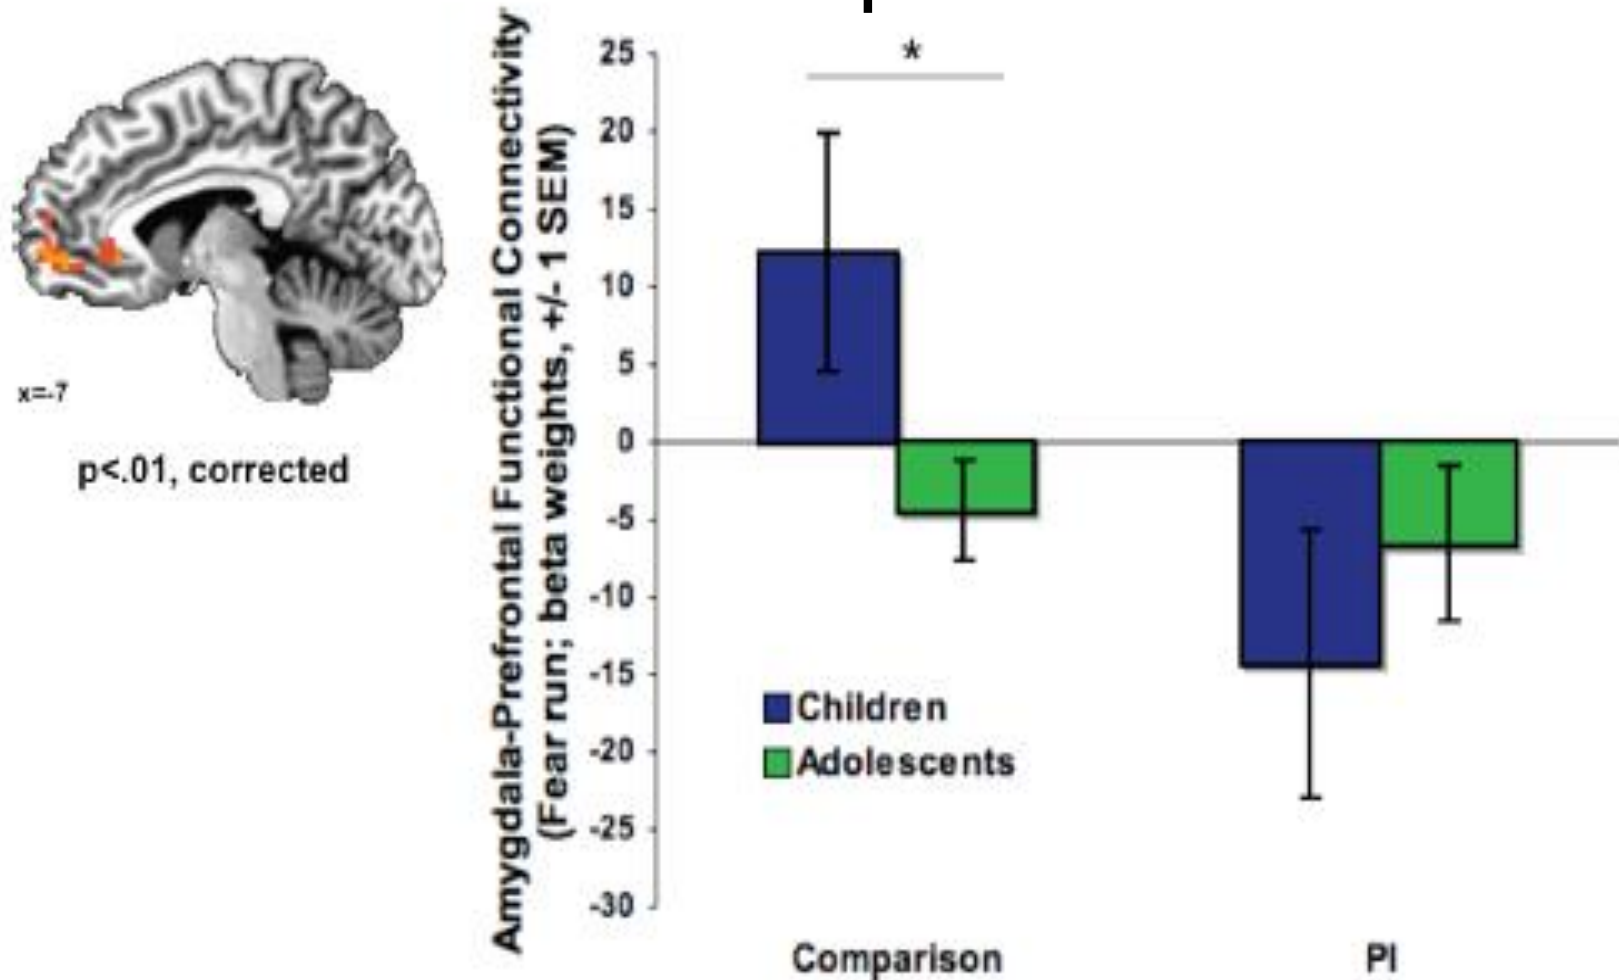 x=-7
p<.01, corrected
Amygdala-Prefrontal Functional Connectivity
(Fear run; beta weights, +/- 1 SEM)
25
20
15
10
5
0
-5
-10
-15
-20
-25
-30
*
Children
Adolescents
Comparison
PI